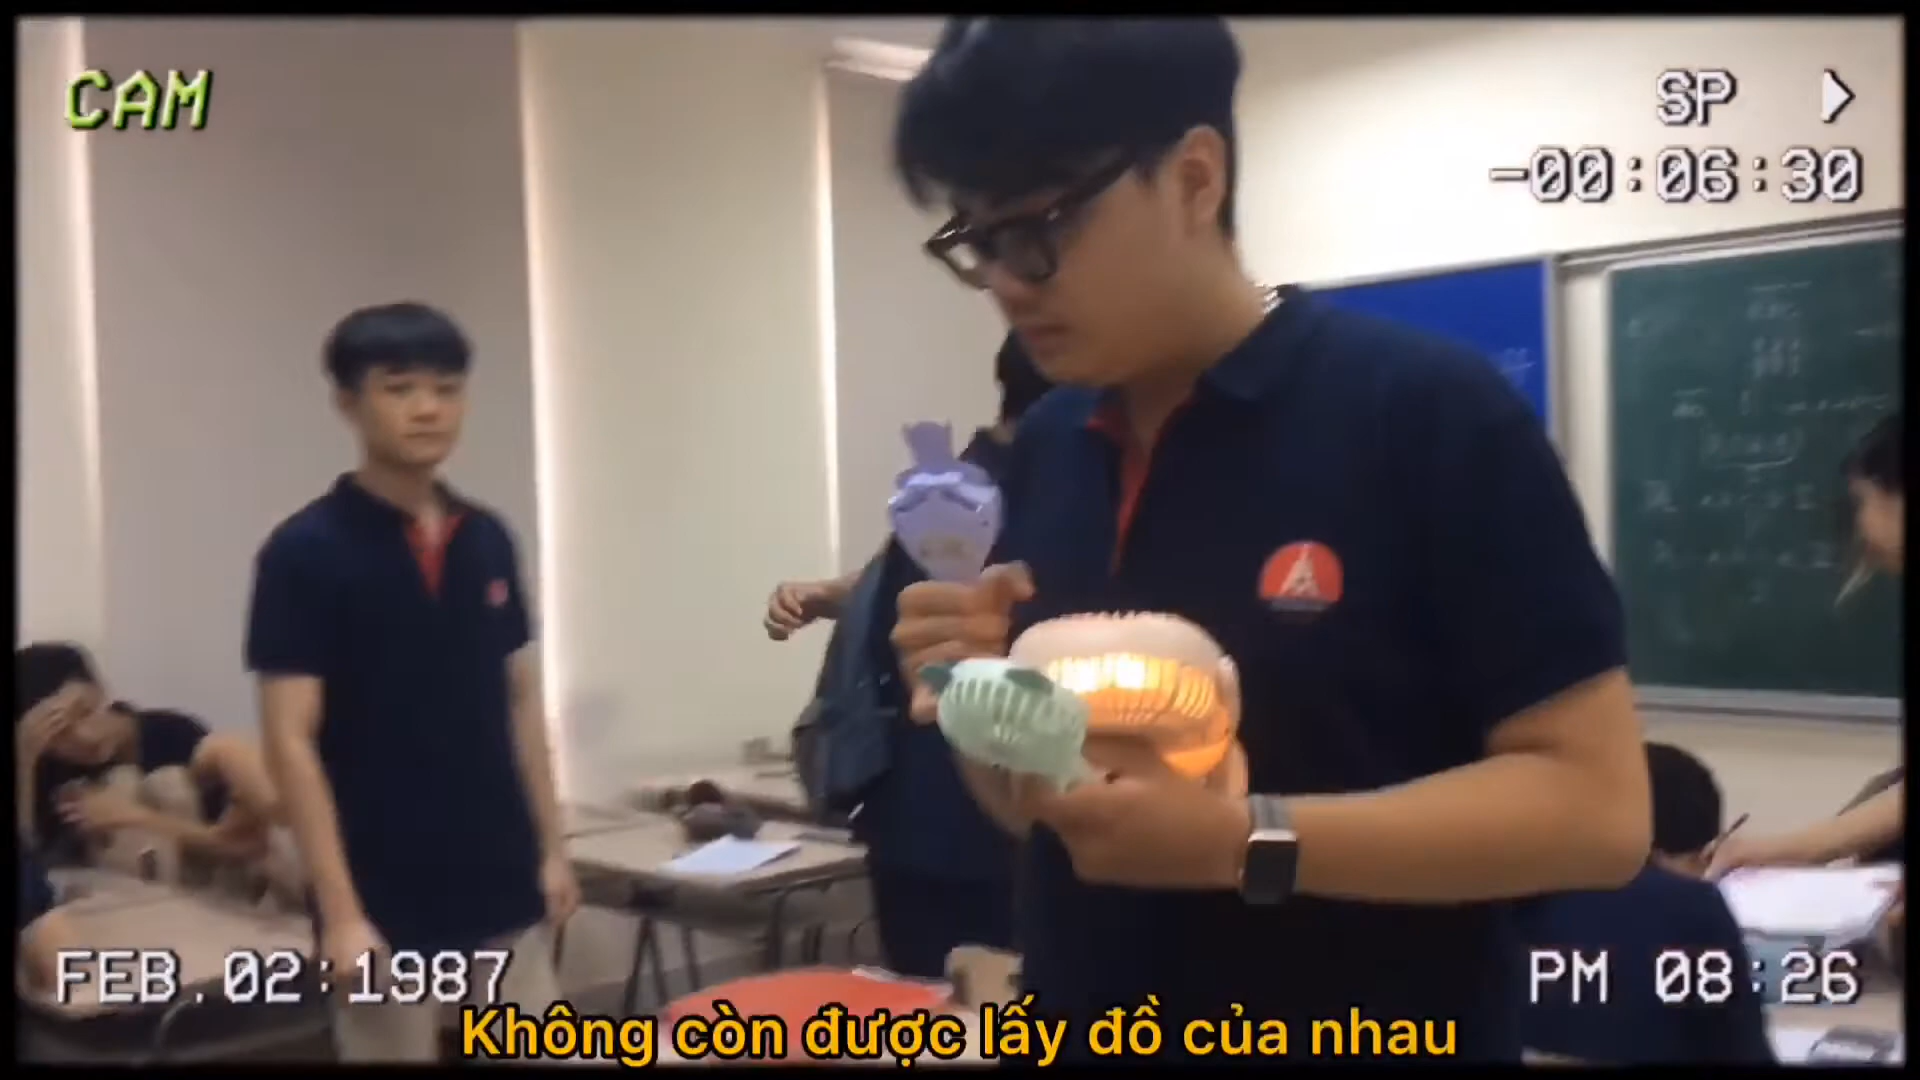 CAM
SP
-00:06:30
FEB.02:1987
PM 08:26
Không còn được lấy đồ của nhau